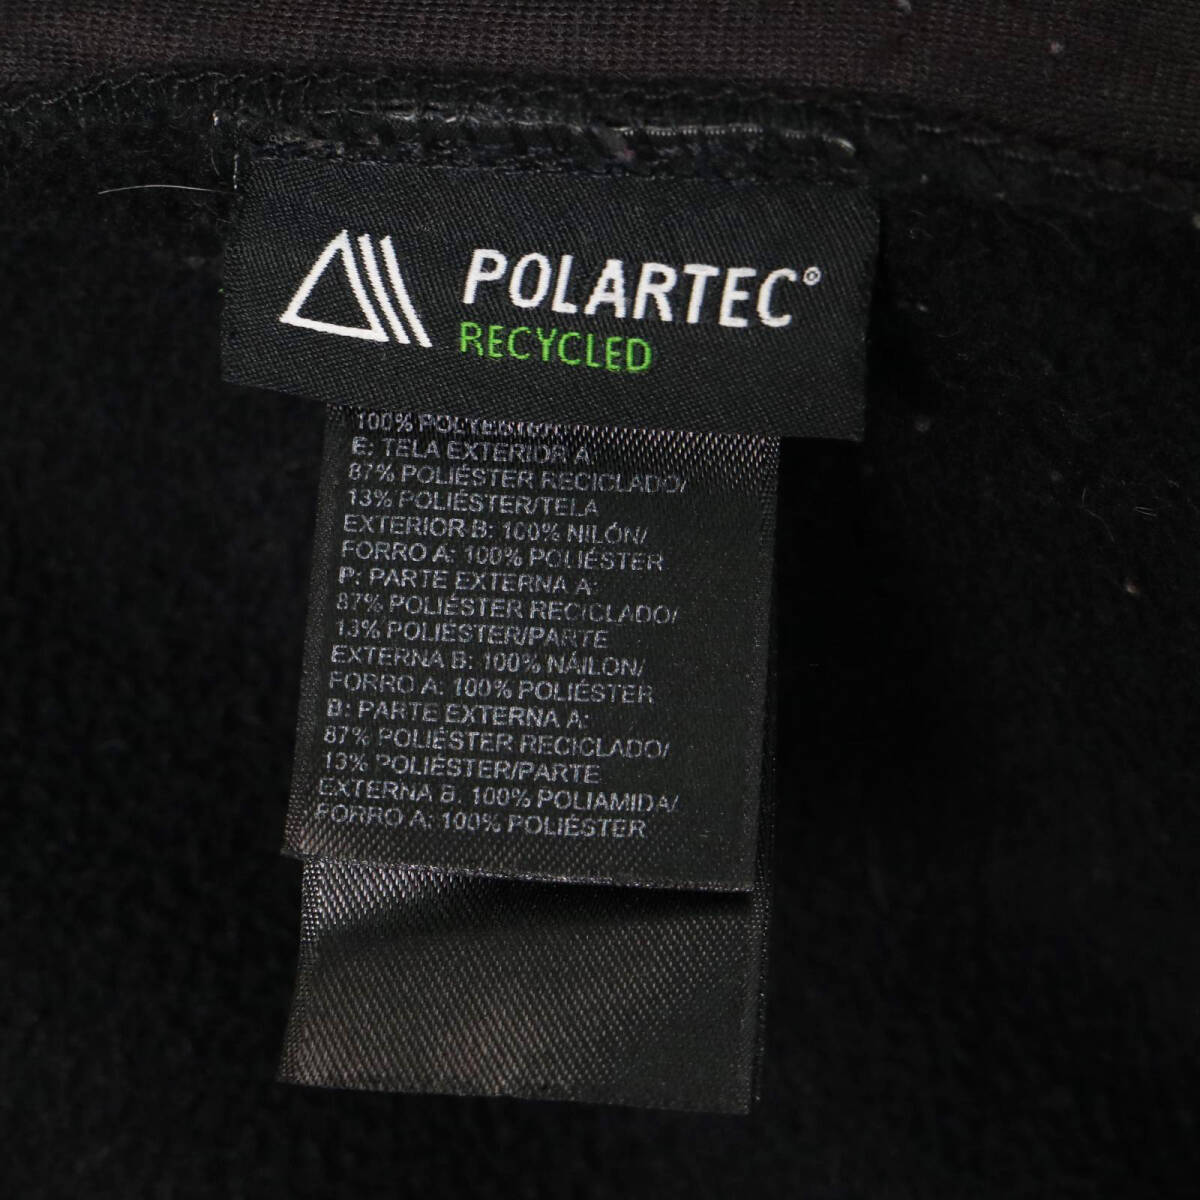 POLARTEC®
RECYCLED
100% POLYESTER
E: TELA EXTERIOR A
87% POLIÉSTER RECICLADO/
13% POLIÉSTER/TELA
EXTERIOR B: 100% NILÓN/
FORRO A: 100% POLIÉSTER
P: PARTE EXTERNA A:
87% POLIÉSTER RECICLADO/
13% POLIÉSTER/PARTE
EXTERNA B: 100% NÁILON/
FORRO A: 100% POLIÉSTER
B: PARTE EXTERNA A:
87% POLIÉSTER RECICLADO/
13% POLIÉSTER/PARTE
EXTERNA B. 100% POLIAMIDA/
FORRO A: 100% POLIÉSTER